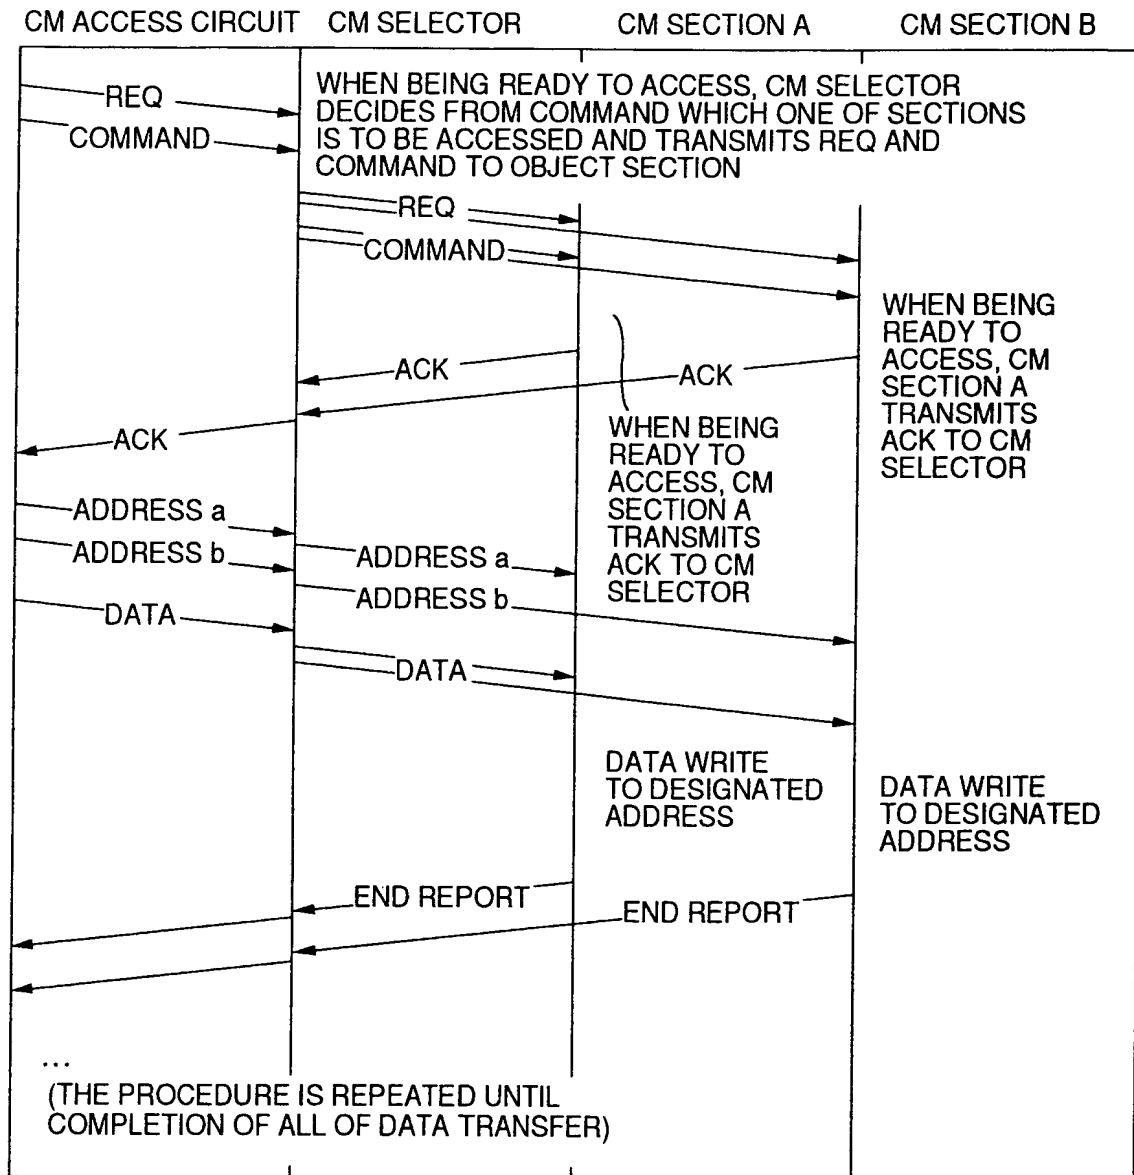 CM ACCESS CIRCUIT CM SELECTOR CM SECTION A CM SECTION B
WHEN BEING READY TO ACCESS, CM SELECTOR
DECIDES FROM COMMAND WHICH ONE OF SECTIONS
IS TO BE ACCESSED AND TRANSMITS REQ AND
COMMAND TO OBJECT SECTION
REQ
COMMAND
REQ
COMMAND
WHEN BEING
READY TO
ACCESS, CM
SECTION A
TRANSMITS
ACK TO CM
SELECTOR
ACK
ACK
ACK
WHEN BEING
READY TO
ACCESS, CM
SECTION A
TRANSMITS
ACK TO CM
SELECTOR
ADDRESS a
ADDRESS b
ADDRESS a
ADDRESS b
DATA
DATA
DATA WRITE
TO DESIGNATED
ADDRESS
DATA WRITE
TO DESIGNATED
ADDRESS
END REPORT
END REPORT
...
(THE PROCEDURE IS REPEATED UNTIL
COMPLETION OF ALL OF DATA TRANSFER)